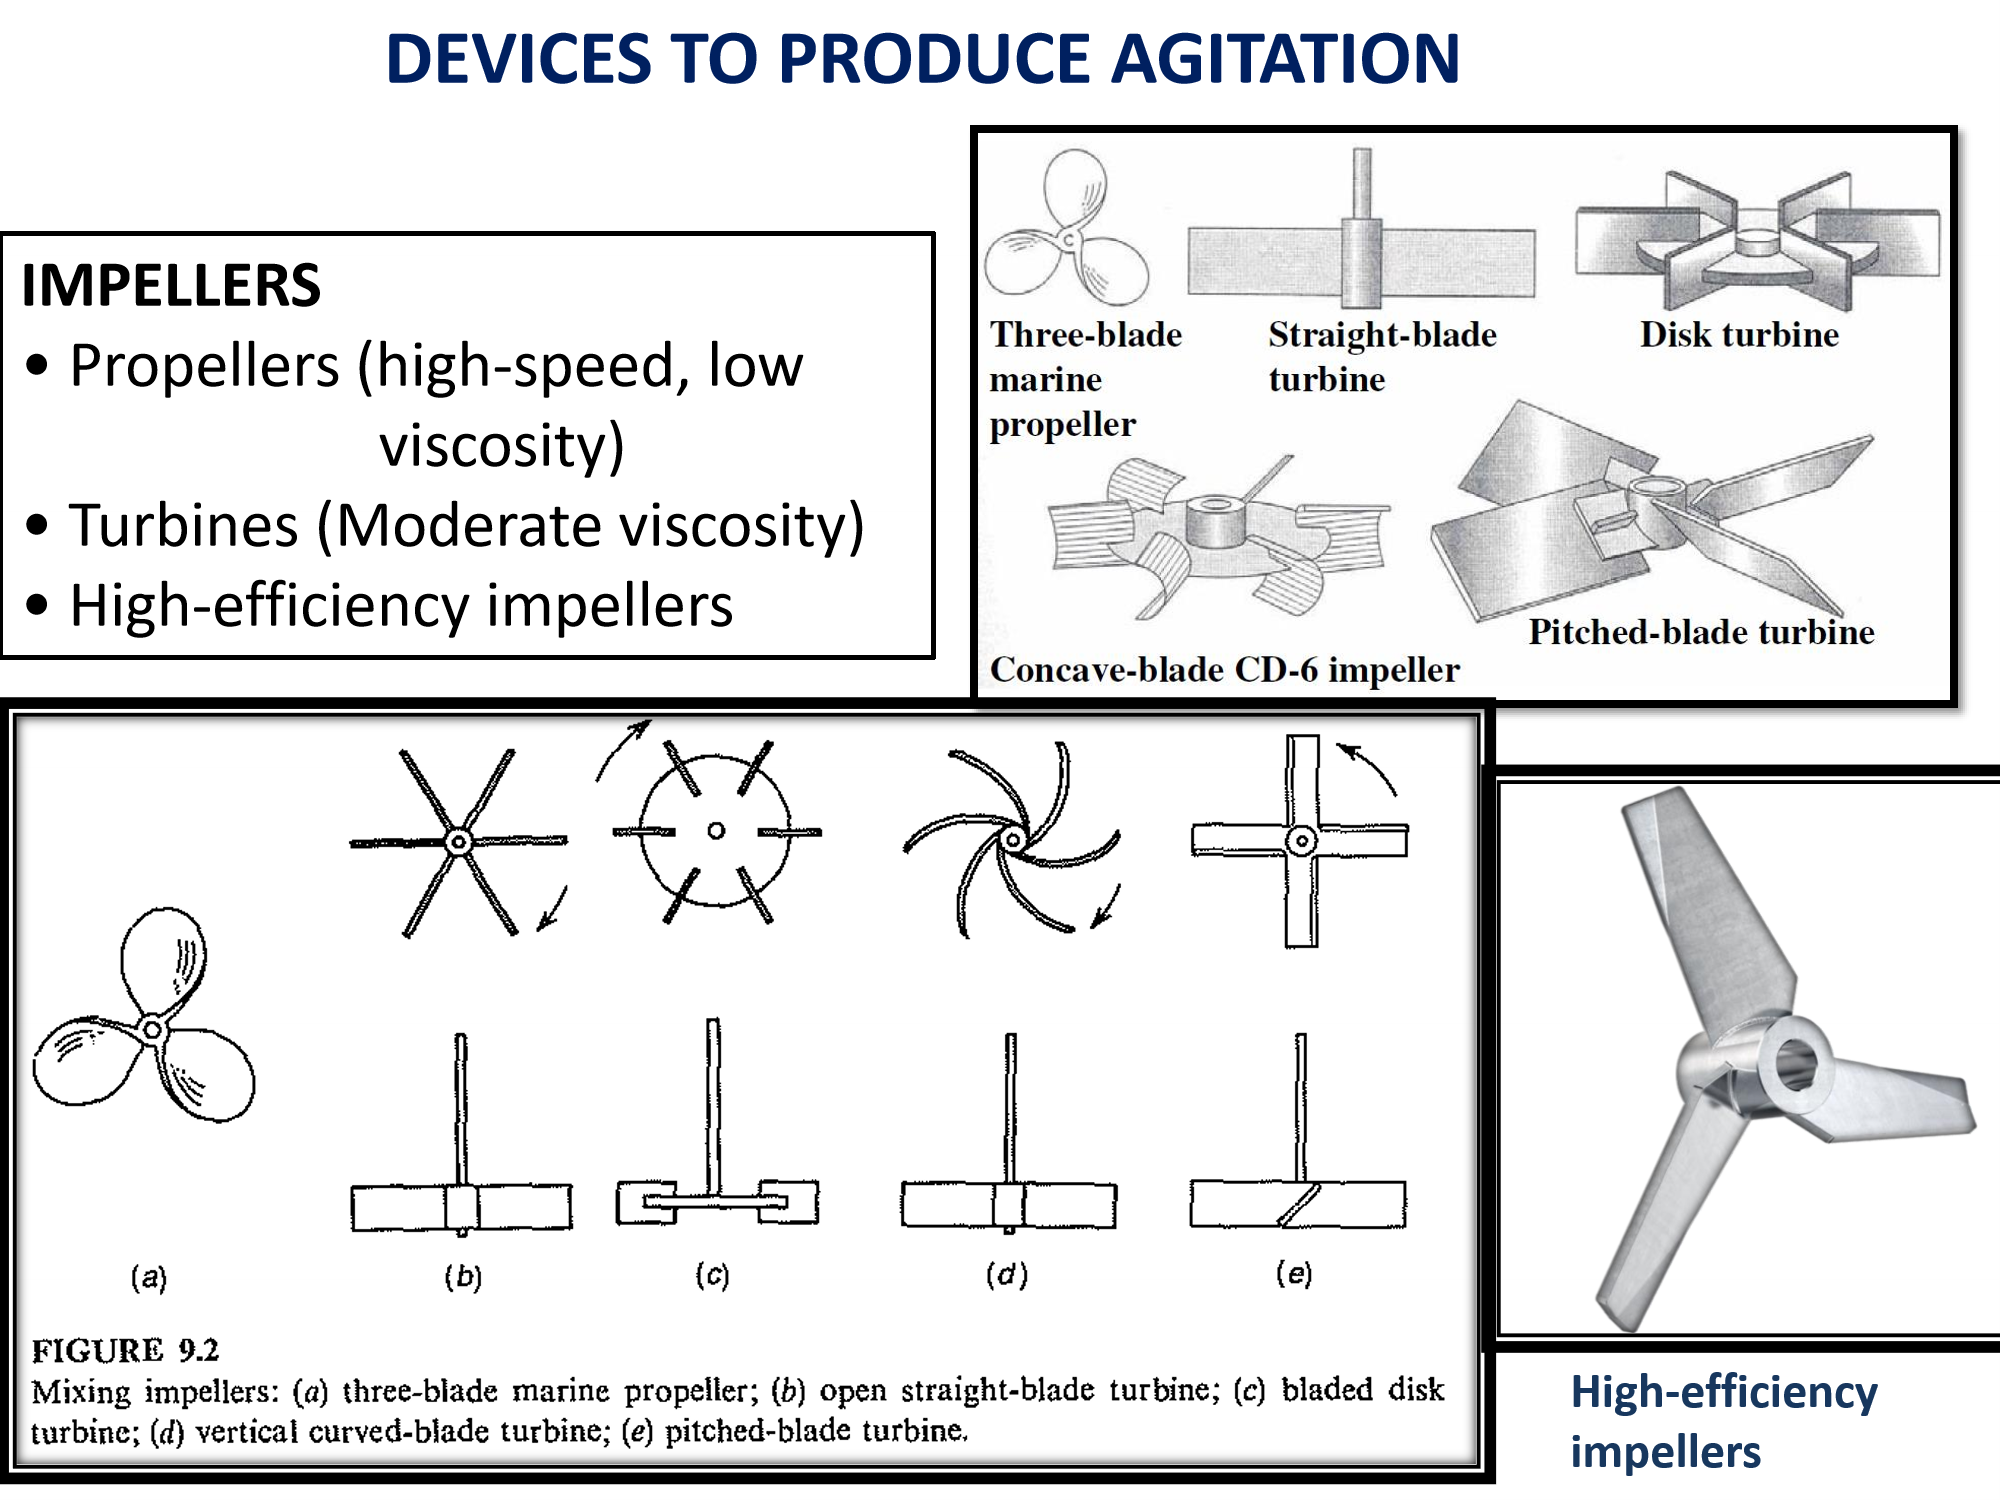 DEVICES TO PRODUCE AGITATION
IMPELLERS
• Propellers (high-speed, low
viscosity)
• Turbines (Moderate viscosity)
• High-efficiency impellers
Three-blade
marine
propeller
Straight-blade
turbine
Disk turbine
Concave-blade CD-6 impeller
Pitched-blade turbine
(a)
(b)
(c)
(d)
(e)
FIGURE 9.2
Mixing impellers: (a) three-blade marine propeller; (b) open straight-blade turbine; (c) bladed disk
turbine; (d) vertical curved-blade turbine; (e) pitched-blade turbine.
High-efficiency
impellers